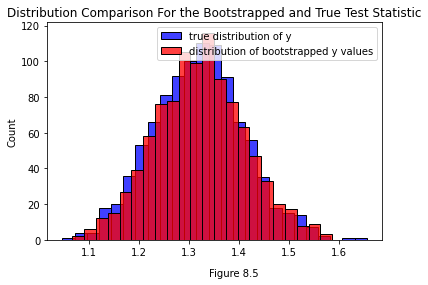 Distribution Comparison For the Bootstrapped and True Test Statistic
true distribution of y
distribution of bootstrapped y values
120
100
80
60
40
20
0
Count
1.1 1.2 1.3 1.4 1.5 1.6
Figure 8.5